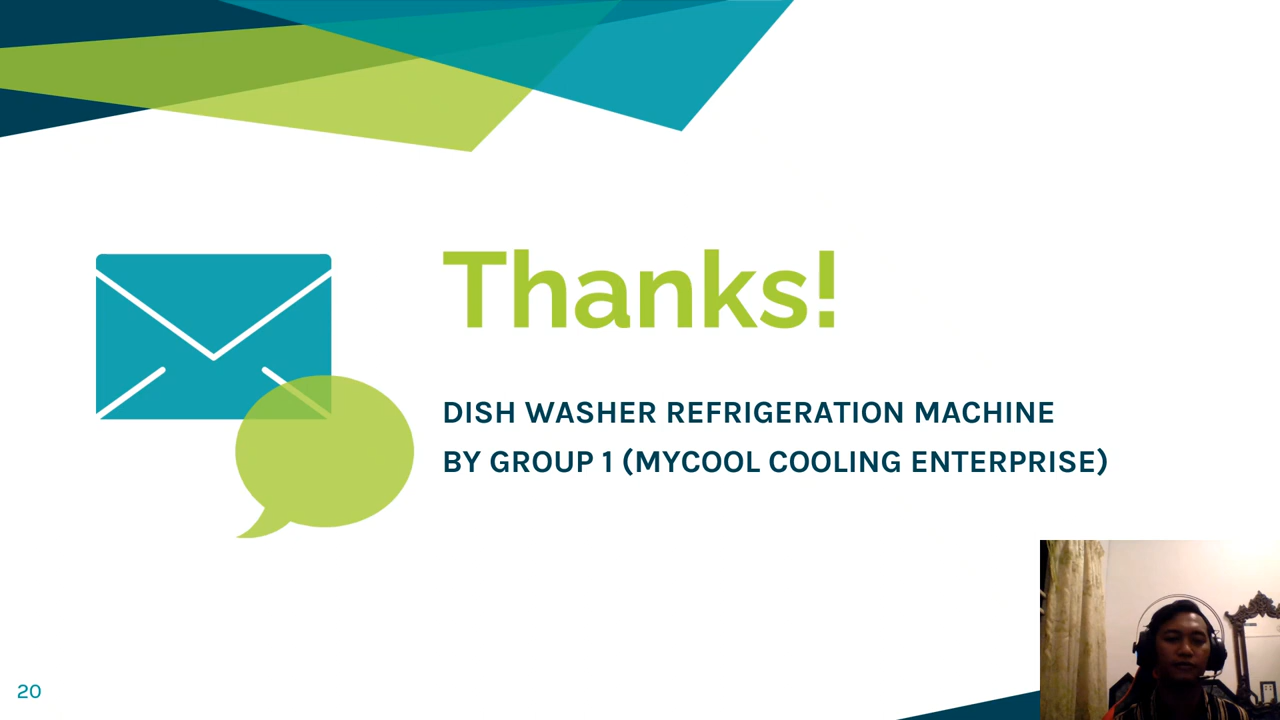 Thanks!
DISH WASHER REFRIGERATION MACHINE
BY GROUP 1 (MYCOOL COOLING ENTERPRISE)
20